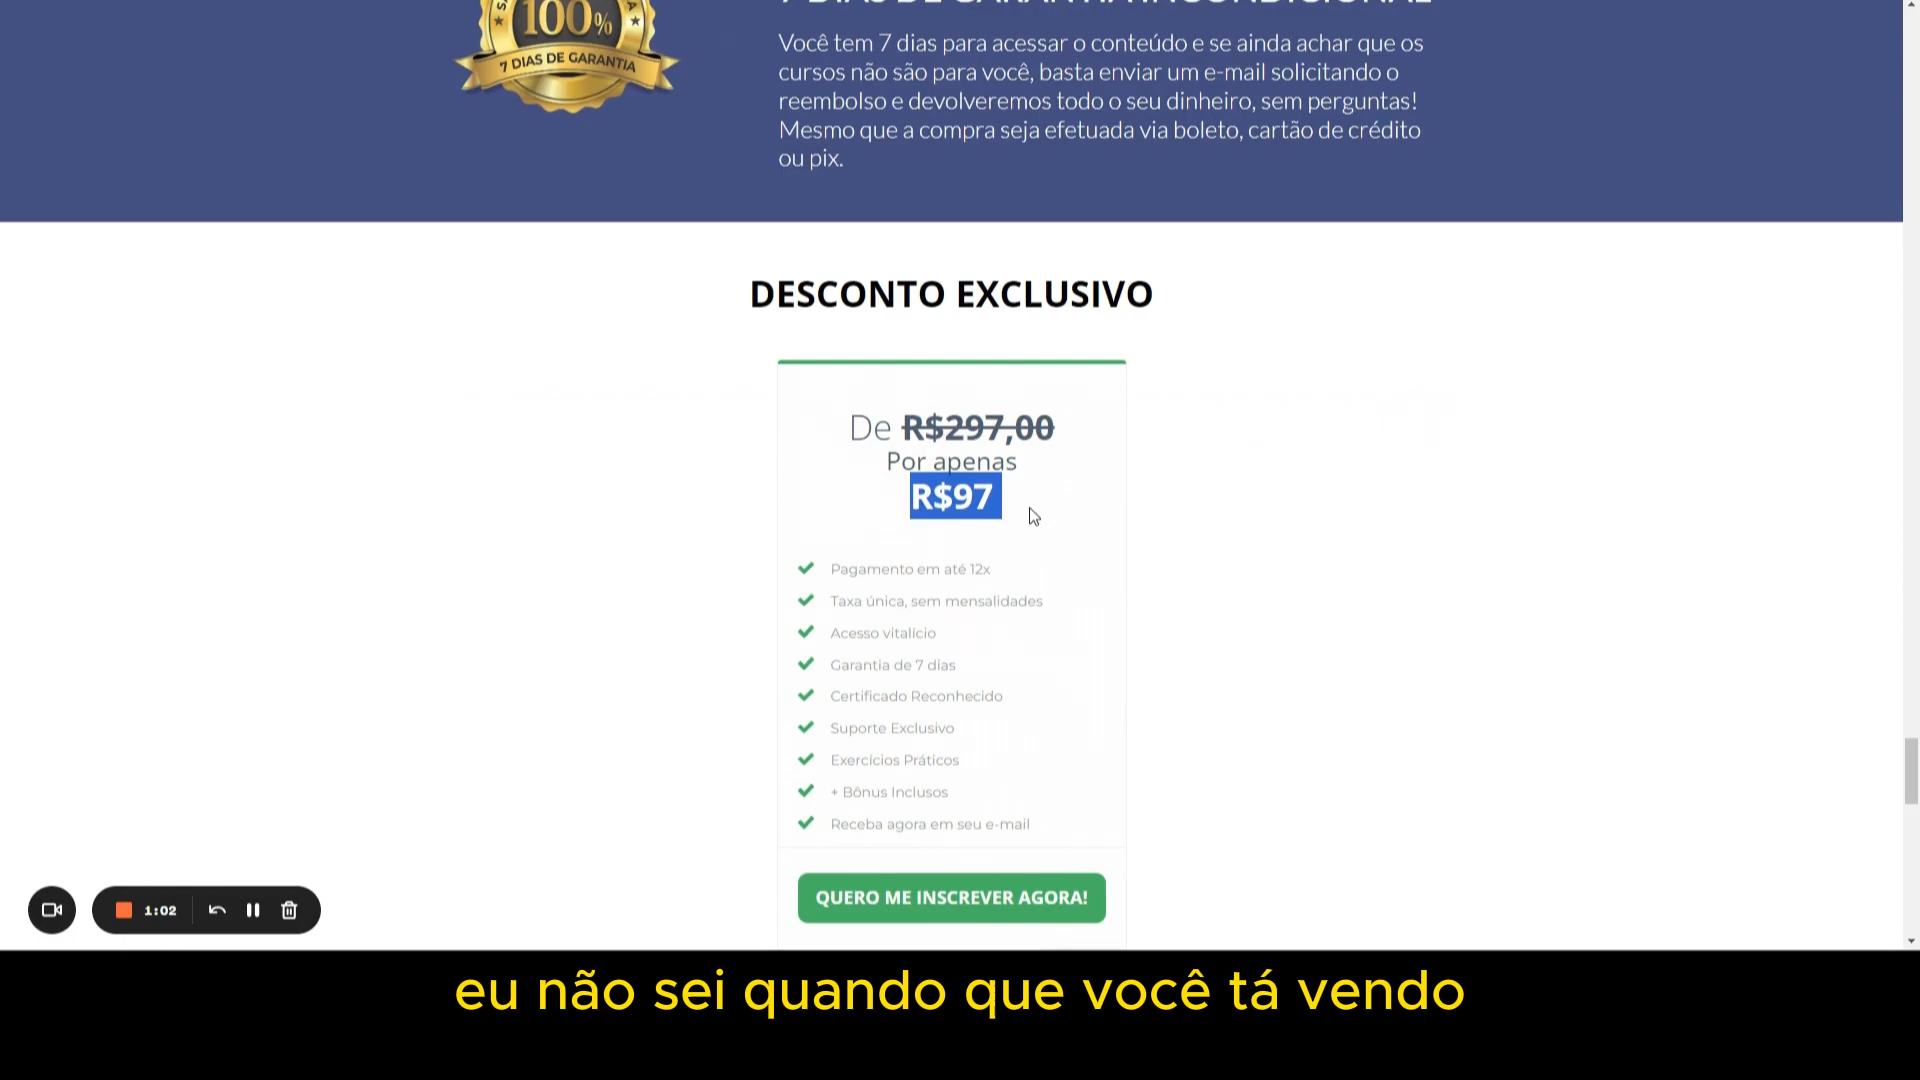 100%
7 DIAS DE GARANTIA
7 DIAS DE GARANTIA INCONDICIONAL
Você tem 7 dias para acessar o conteúdo e se ainda achar que os
cursos não são para você, basta enviar um e-mail solicitando o
reembolso e devolveremos todo o seu dinheiro, sem perguntas!
Mesmo que a compra seja efetuada via boleto, cartão de crédito
ou pix.
DESCONTO EXCLUSIVO
De R$297,00
Por apenas
R$97
Pagamento em até 12x
Taxa única, sem mensalidades
Acesso vitalício
Garantia de 7 dias
Certificado Reconhecido
Suporte Exclusivo
Exercícios Práticos
+ Bônus Inclusos
Receba agora em seu e-mail
QUERO ME INSCREVER AGORA!
1:02
eu não sei quando que você tá vendo